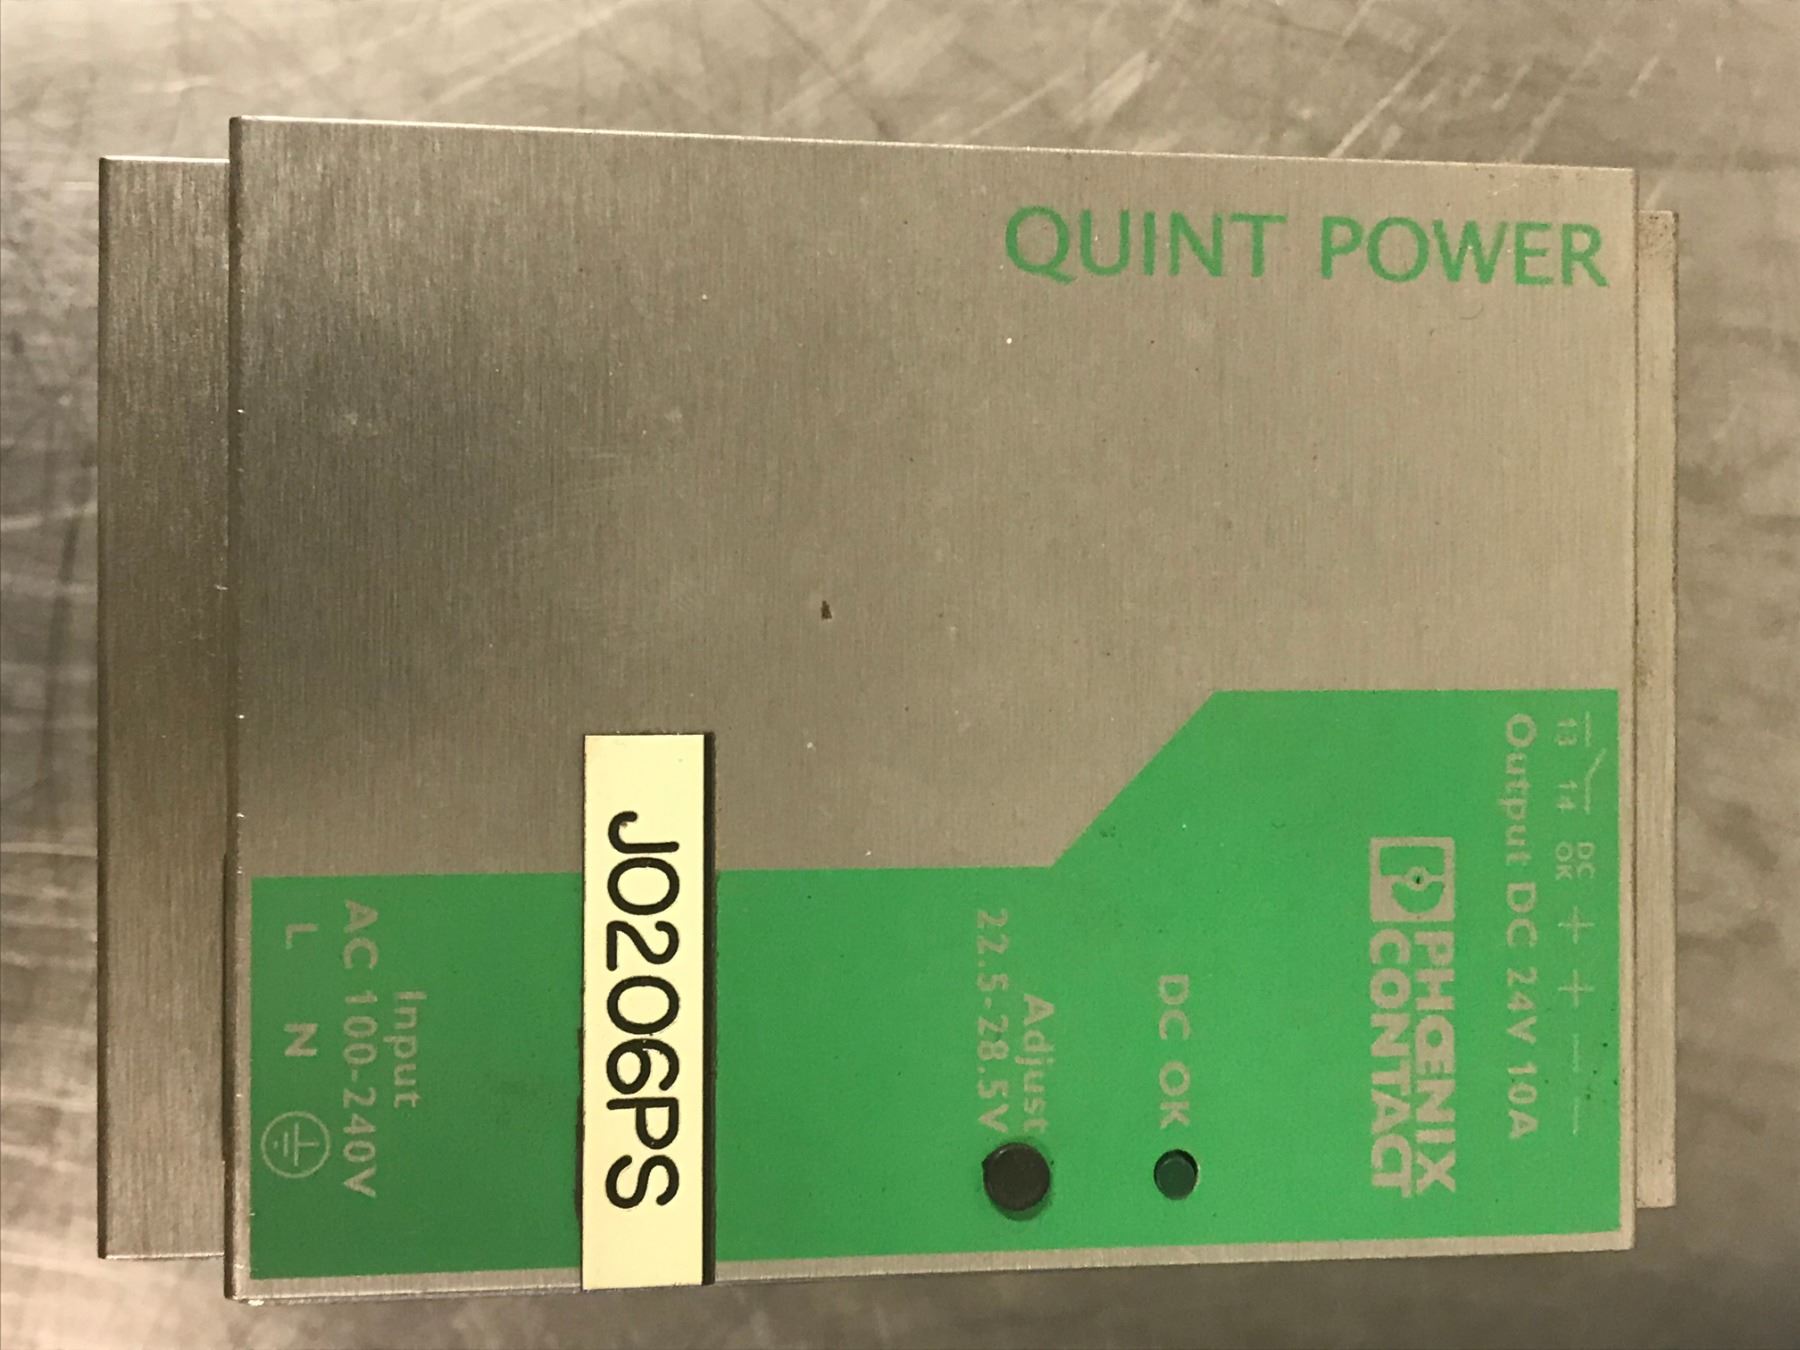 QUINT POWER
13 14 DC OK + + − −
Output DC 24V 10A
PHŒNIX
CONTACT
DC OK
Adjust
22.5-28.5V
J0206PS
Input
AC 100-240V
L N